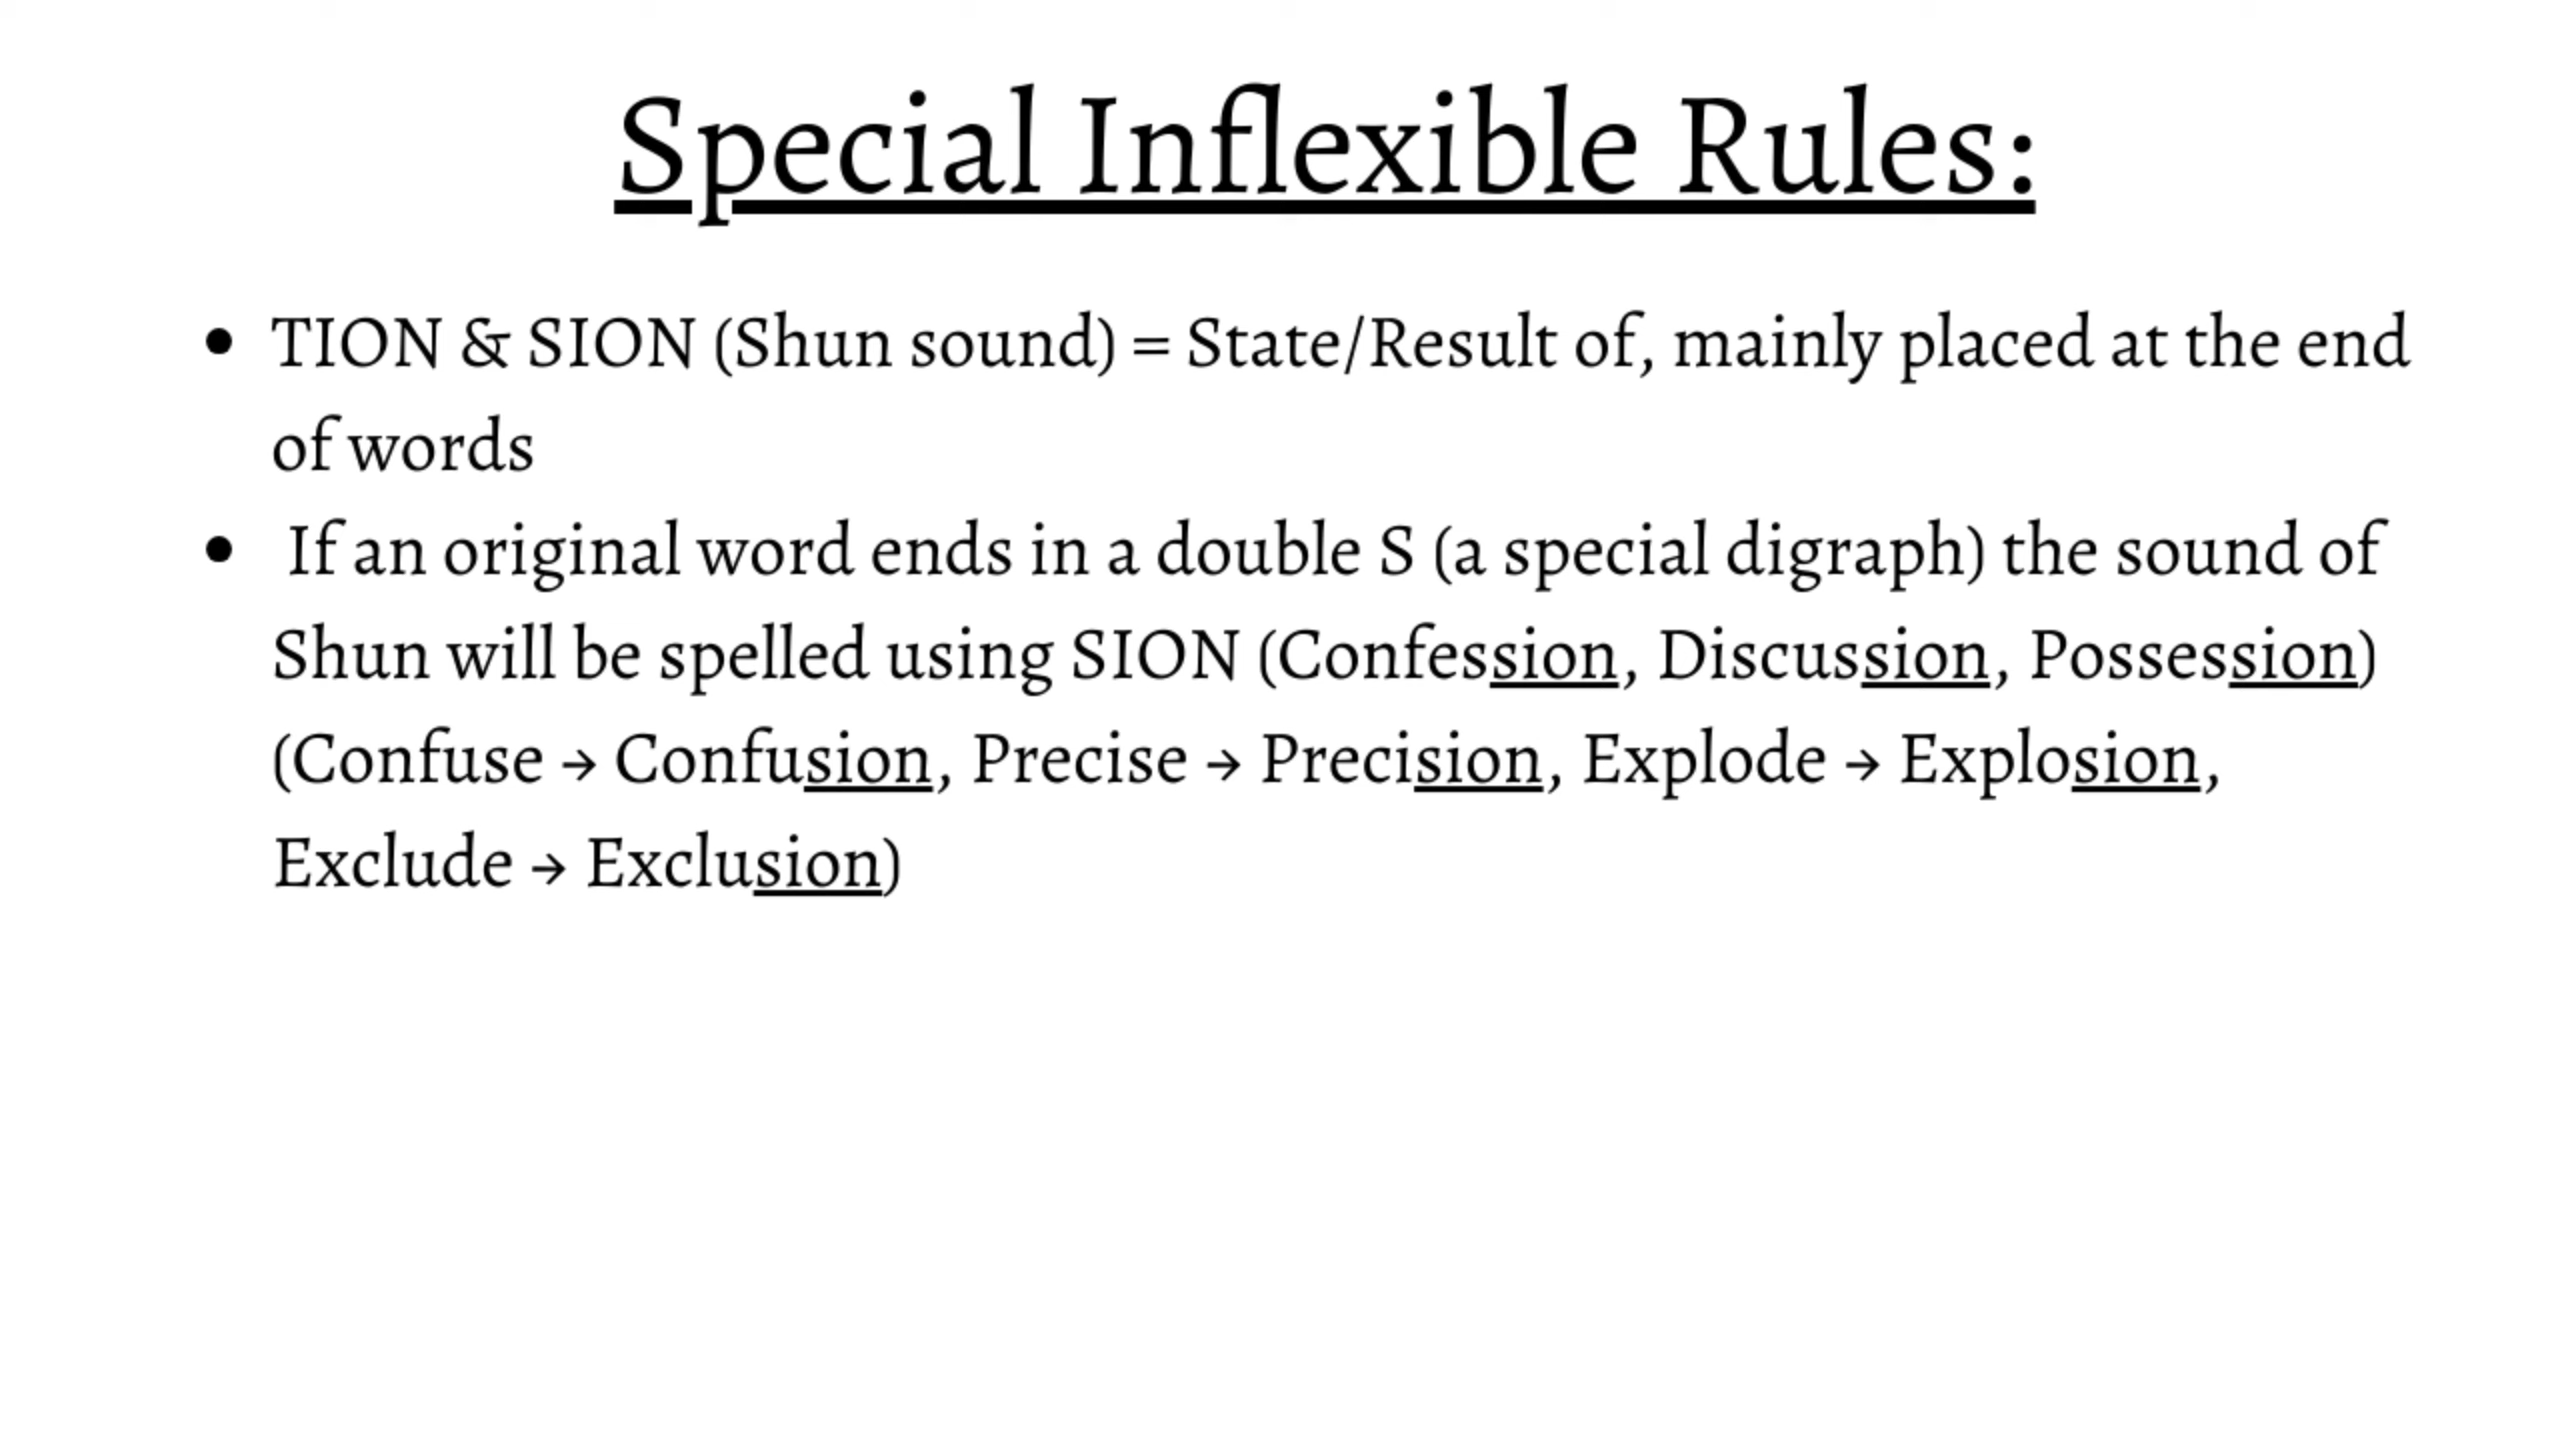 Special Inflexible Rules:
• TION & SION (Shun sound) = State/Result of, mainly placed at the end
of words
• If an original word ends in a double S (a special digraph) the sound of
Shun will be spelled using SION (Confession, Discussion, Possession)
(Confuse → Confusion, Precise → Precision, Explode → Explosion,
Exclude → Exclusion)